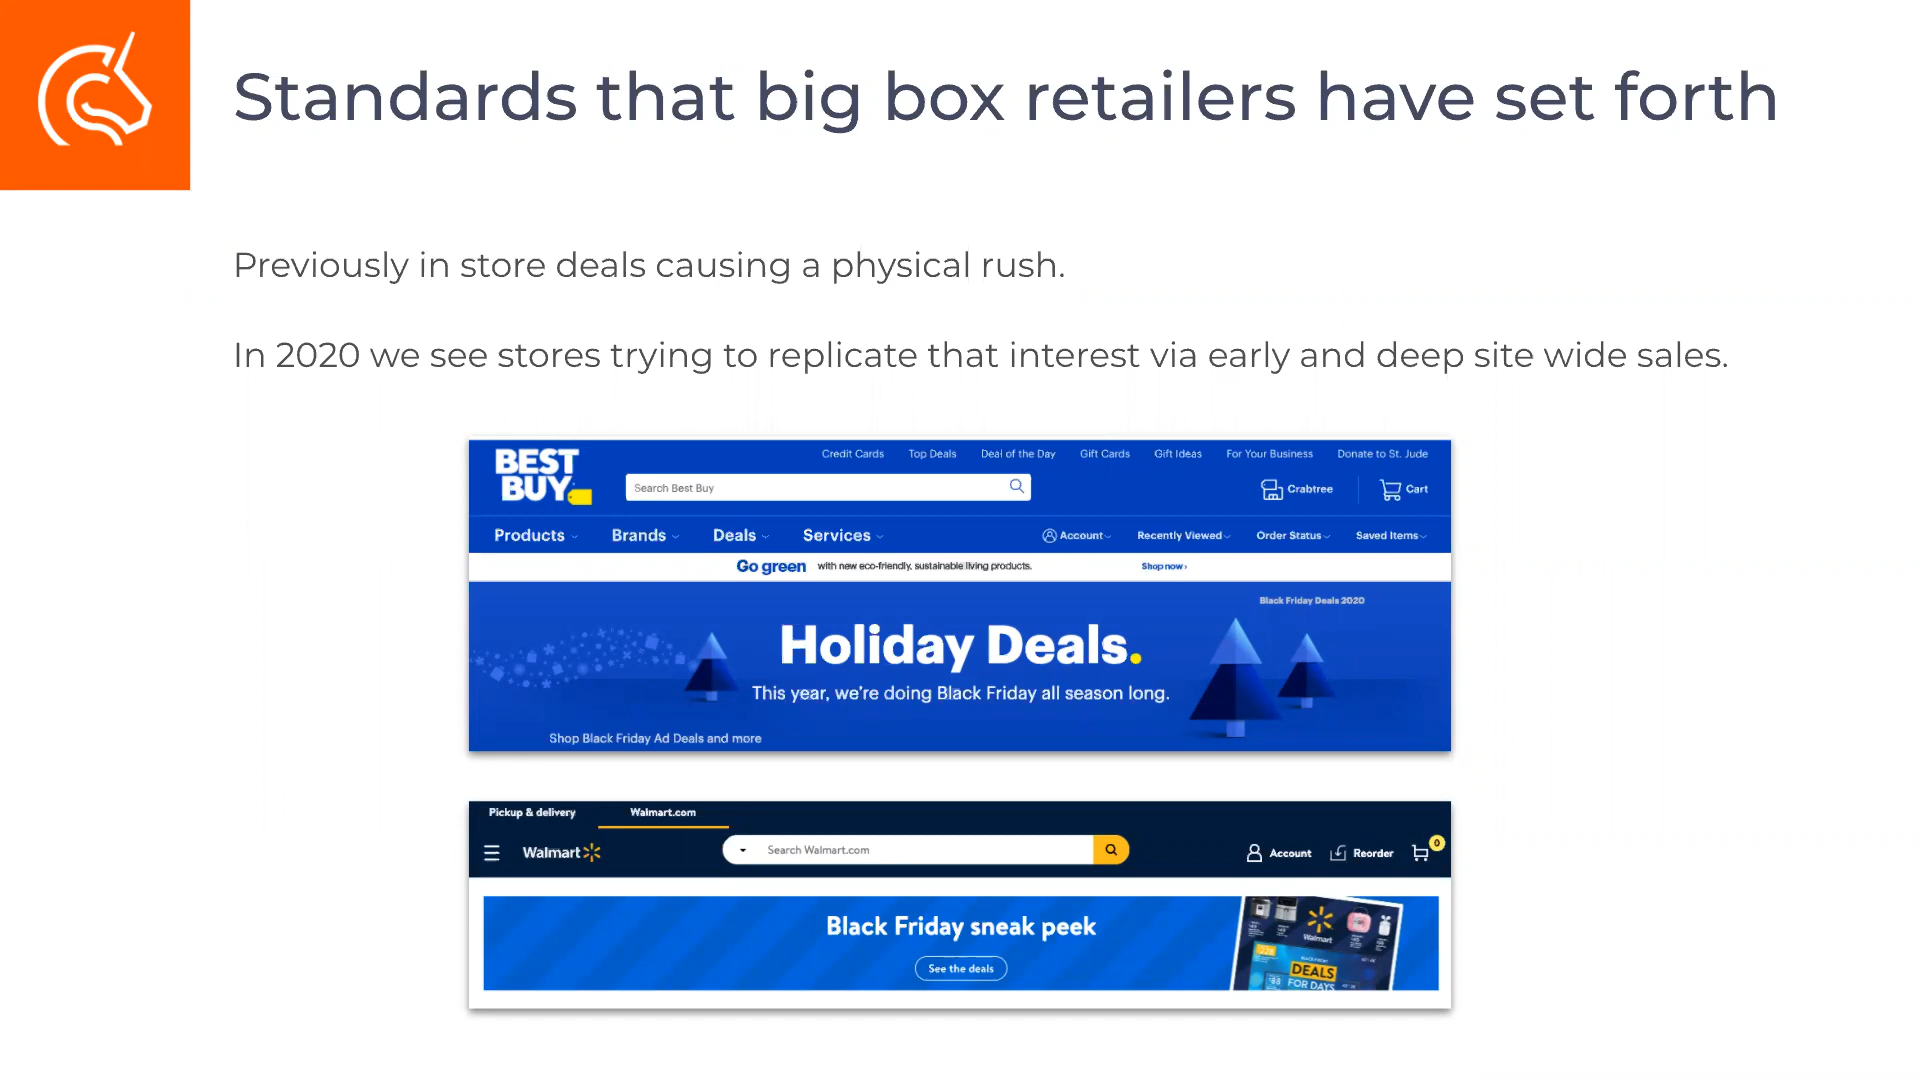 Standards that big box retailers have set forth
Previously in store deals causing a physical rush.
In 2020 we see stores trying to replicate that interest via early and deep site wide sales.
BEST
BUY
Credit Cards Top Deals Deal of the Day Gift Cards Gift Ideas For Your Business Donate to St. Jude
Search Best Buy
Crabtree Cart
Products Brands Deals Services Account Recently Viewed Order Status Saved Items
Go green with new eco-friendly, sustainable living products. Shop now ›
Black Friday Deals 2020
Holiday Deals.
This year, we're doing Black Friday all season long.
Shop Black Friday Ad Deals and more
Pickup & delivery Walmart.com
Walmart Search Walmart.com Account Reorder 0
Black Friday sneak peek
See the deals
Walmart
DEALS
FOR DAYS